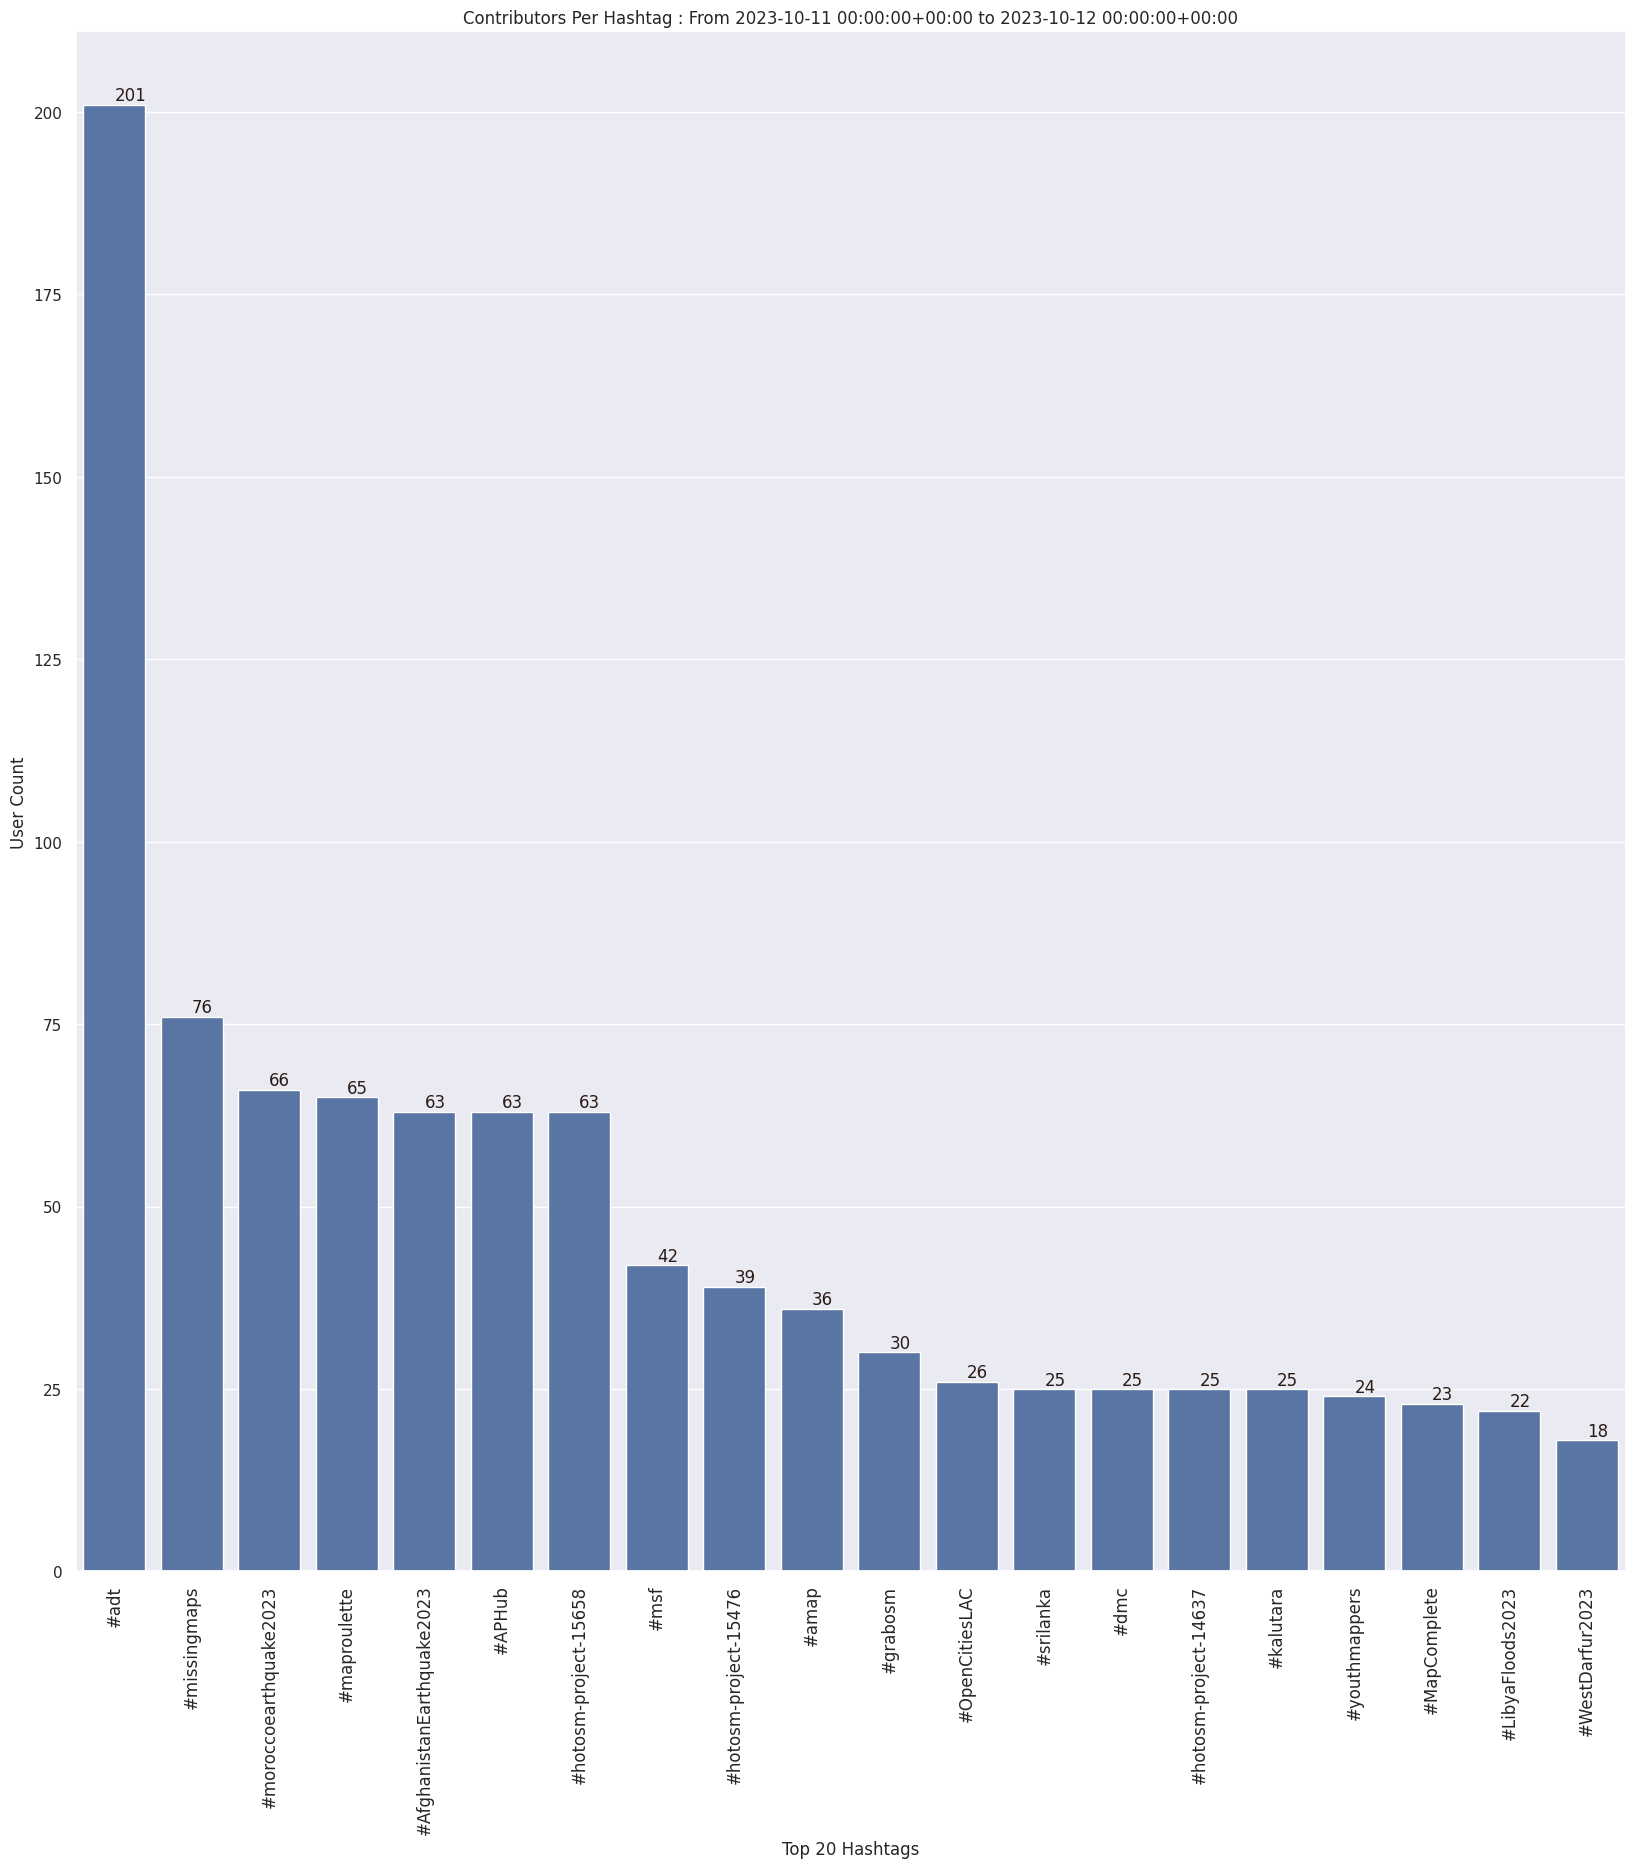 Contributors Per Hashtag : From 2023-10-11 00:00:00+00:00 to 2023-10-12 00:00:00+00:00
User Count
200
175
150
125
100
75
50
25
0
201
76
66
65
63
63
63
42
39
36
30
26
25
25
25
25
24
23
22
18
#adt
#missingmaps
#moroccoearthquake2023
#maproulette
#AfghanistanEarthquake2023
#APHub
#hotosm-project-15658
#msf
#hotosm-project-15476
#amap
#grabosm
#OpenCitiesLAC
#srilanka
#dmc
#hotosm-project-14637
#kalutara
#youthmappers
#MapComplete
#LibyaFloods2023
#WestDarfur2023
Top 20 Hashtags